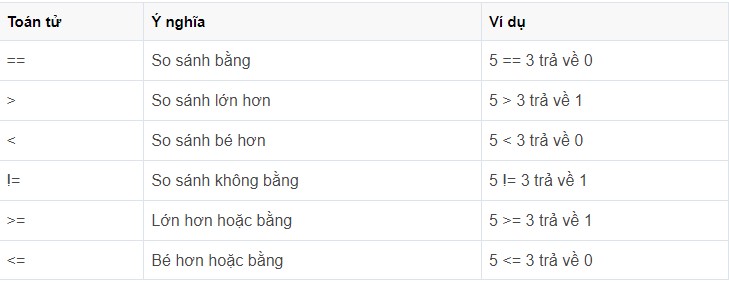 Toán tử Ý nghĩa Ví dụ
== So sánh bằng 5 == 3 trả về 0
> So sánh lớn hơn 5 > 3 trả về 1
< So sánh bé hơn 5 < 3 trả về 0
!= So sánh không bằng 5 != 3 trả về 1
>= Lớn hơn hoặc bằng 5 >= 3 trả về 1
<= Bé hơn hoặc bằng 5 <= 3 trả về 0